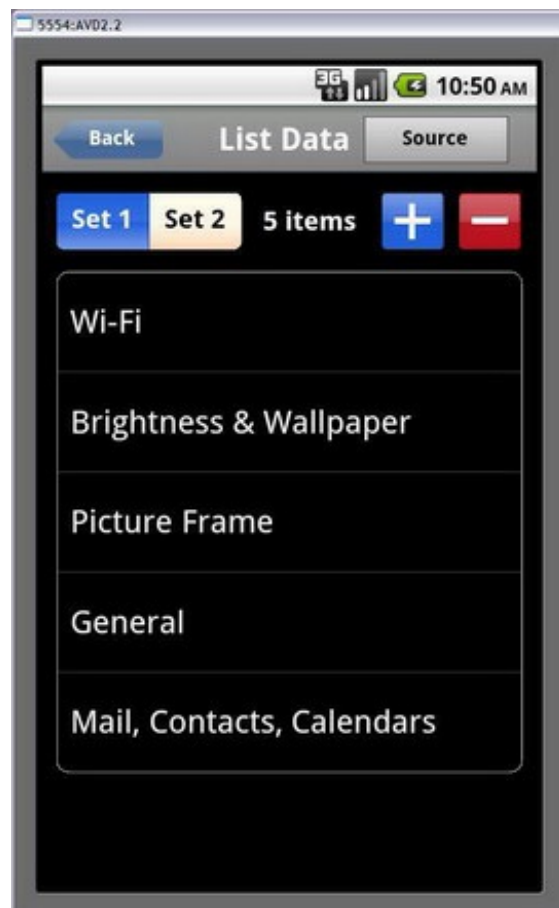 5554:AVD2.2
3G 10:50 AM
Back List Data Source
Set 1 Set 2 5 items + −
Wi-Fi
Brightness & Wallpaper
Picture Frame
General
Mail, Contacts, Calendars